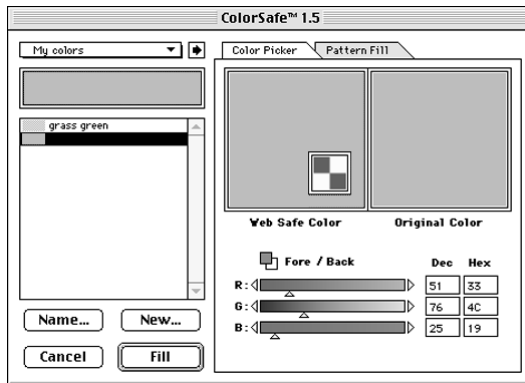 ColorSafe™ 1.5
My colors
grass green
Name...
New...
Cancel
Fill
Color Picker
Pattern Fill
Web Safe Color
Original Color
Fore / Back
Dec Hex
R: 51 33
G: 76 4C
B: 25 19